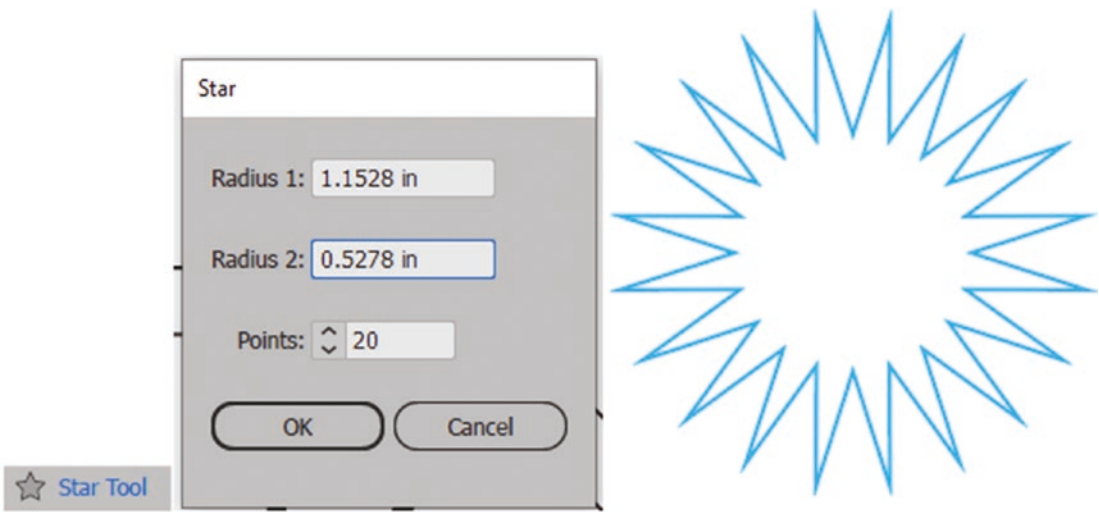 Star
Radius 1: 1.1528 in
Radius 2: 0.5278 in
Points: 20
OK Cancel
Star Tool